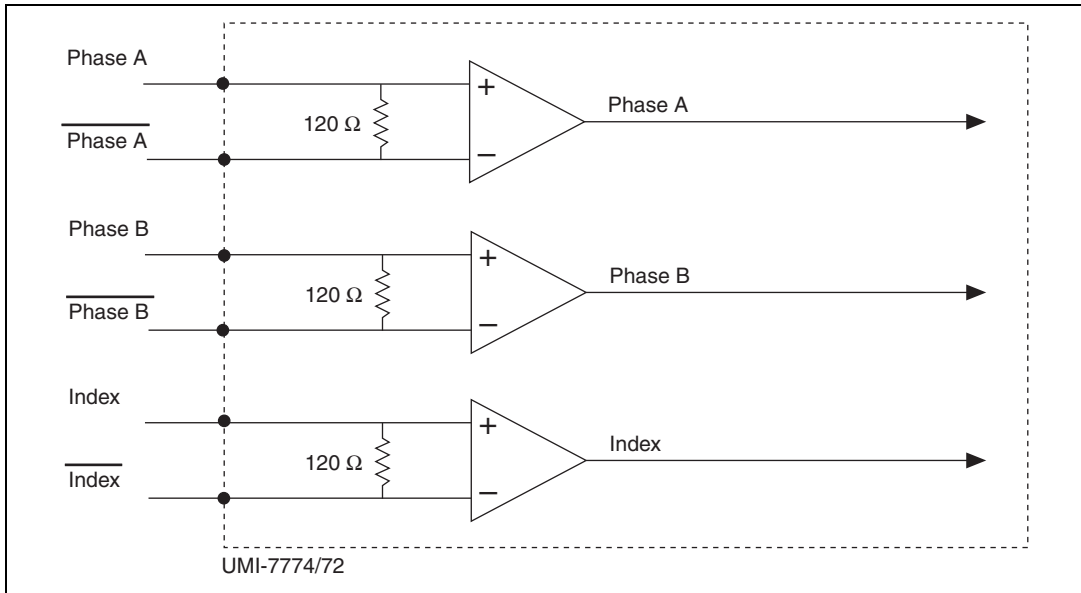 Phase A
Phase A
120 Ω
+
−
Phase A
Phase B
Phase B
120 Ω
+
−
Phase B
Index
Index
120 Ω
+
−
Index
UMI-7774/72